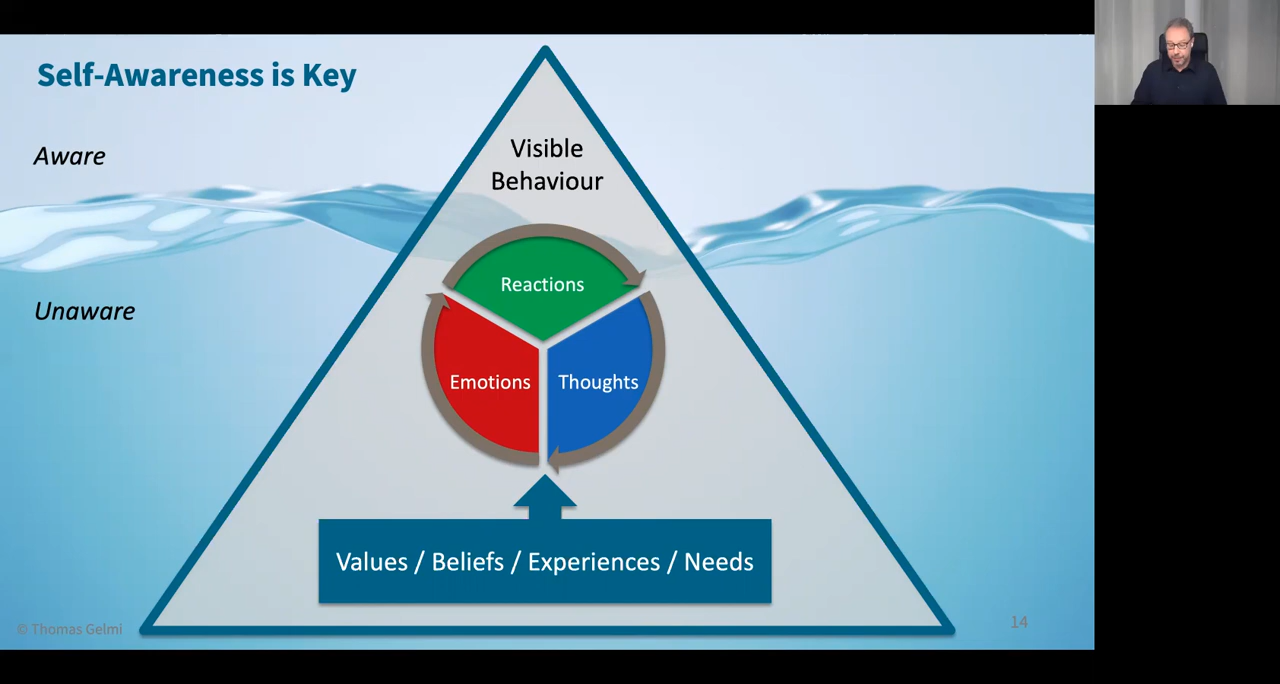 Self-Awareness is Key
Aware
Visible
Behaviour
Reactions
Unaware
Emotions
Thoughts
Values / Beliefs / Experiences / Needs
© Thomas Gelmi
14